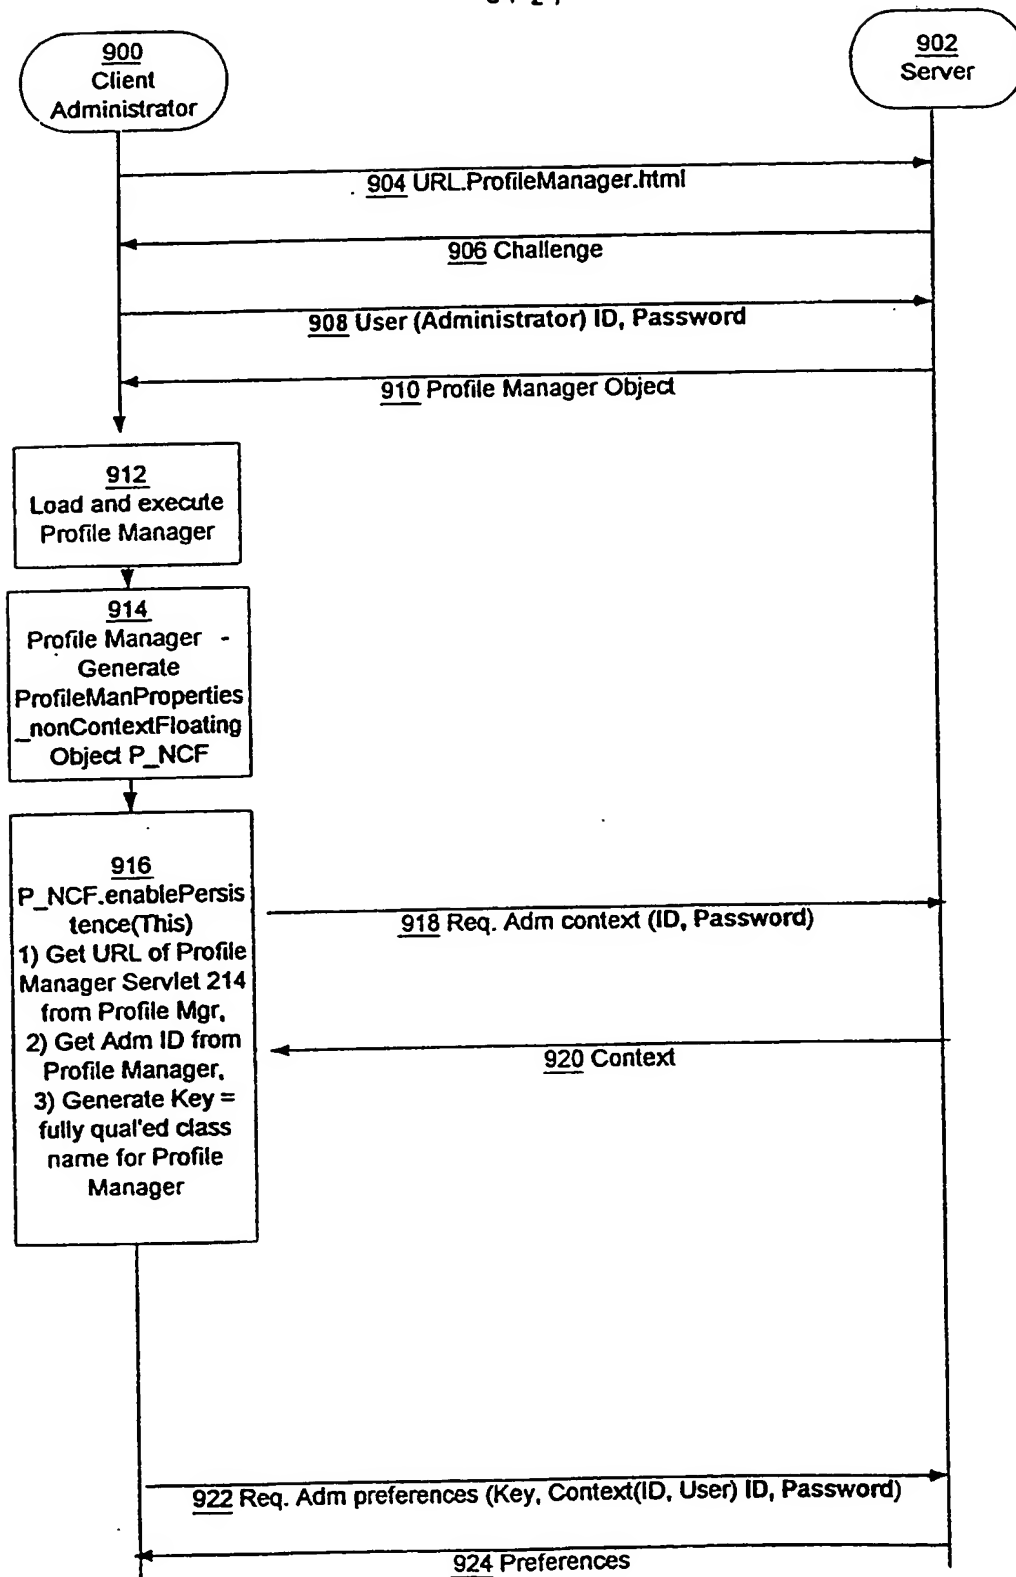 900
Client
Administrator
902
Server
904 URL.ProfileManager.html
906 Challenge
908 User (Administrator) ID, Password
910 Profile Manager Object
912
Load and execute
Profile Manager
914
Profile Manager -
Generate
ProfileManProperties
_nonContextFloating
Object P_NCF
916
P_NCF.enablePersis
tence(This)
1) Get URL of Profile
Manager Servlet 214
from Profile Mgr,
2) Get Adm ID from
Profile Manager,
3) Generate Key =
fully qual'ed class
name for Profile
Manager
918 Req. Adm context (ID, Password)
920 Context
922 Req. Adm preferences (Key, Context(ID, User) ID, Password)
924 Preferences